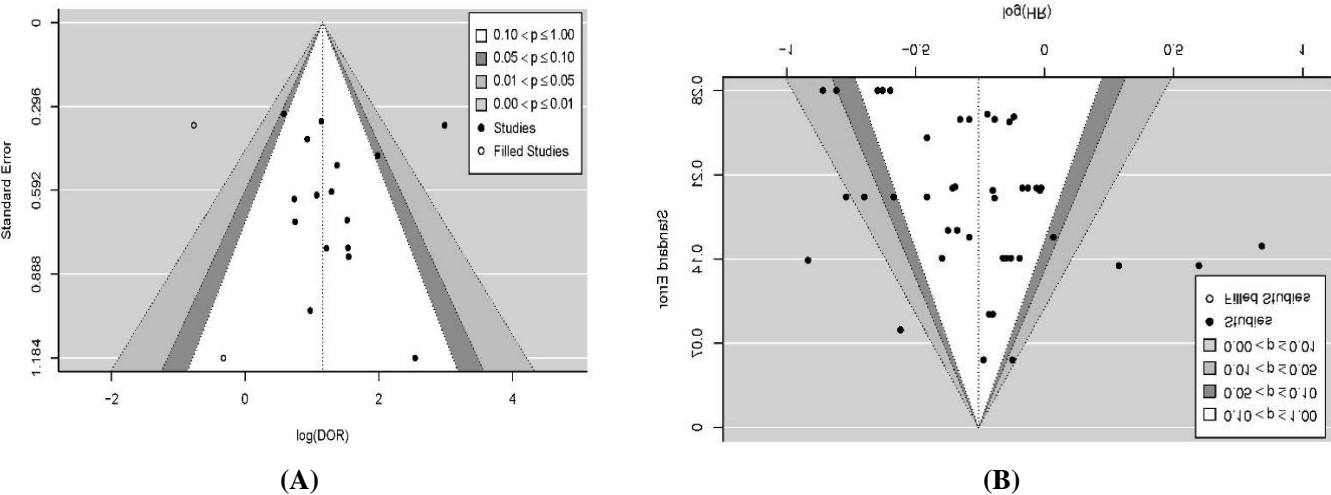 0
0.296
0.592
0.888
1.184
Standard Error
0.10 < p ≤ 1.00
0.05 < p ≤ 0.10
0.01 < p ≤ 0.05
0.00 < p ≤ 0.01
Studies
Filled Studies
−2
0
2
4
log(DOR)
(A)
log(HR)
−1
−0.5
0
0.5
1
0.28
0.21
0.14
0.07
0
Standard Error
Filled Studies
Studies
0.00 < p ≤ 0.01
0.01 < p ≤ 0.05
0.05 < p ≤ 0.10
0.10 < p ≤ 1.00
(B)